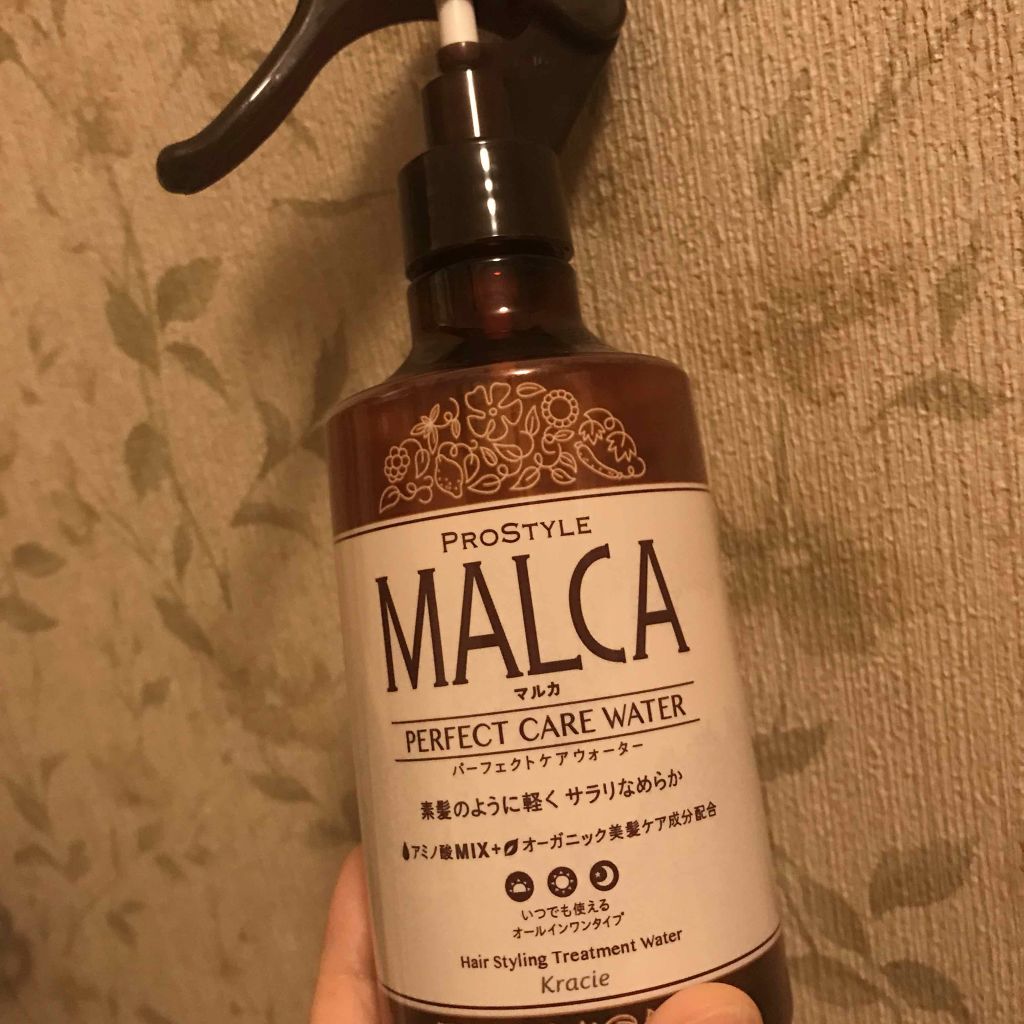 PROSTYLE
MALCA
マルカ
PERFECT CARE WATER
パーフェクトケアウォーター
素髪のように軽く サラリなめらか
アミノ酸MIX+オーガニック美髪ケア成分配合
いつでも使える
オールインワンタイプ
Hair Styling Treatment Water
Kracie